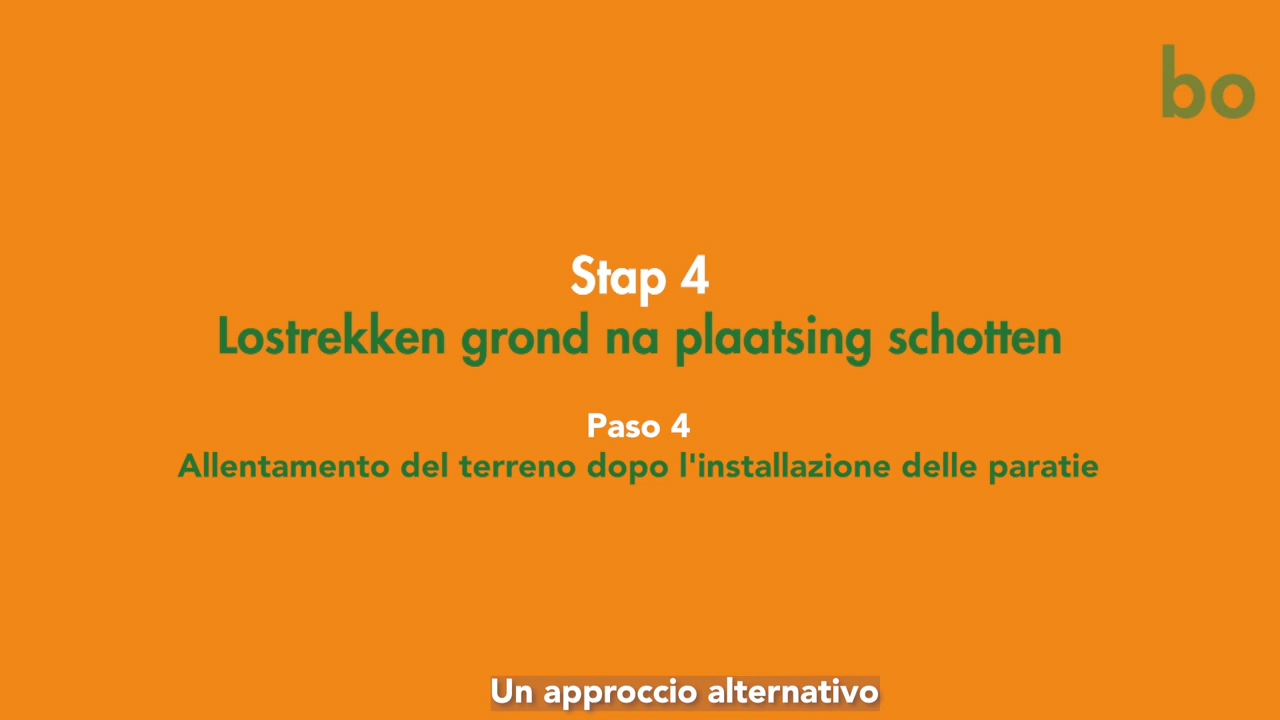 bo
Stap 4
Lostrekken grond na plaatsing schotten
Paso 4
Allentamento del terreno dopo l'installazione delle paratie
Un approccio alternativo